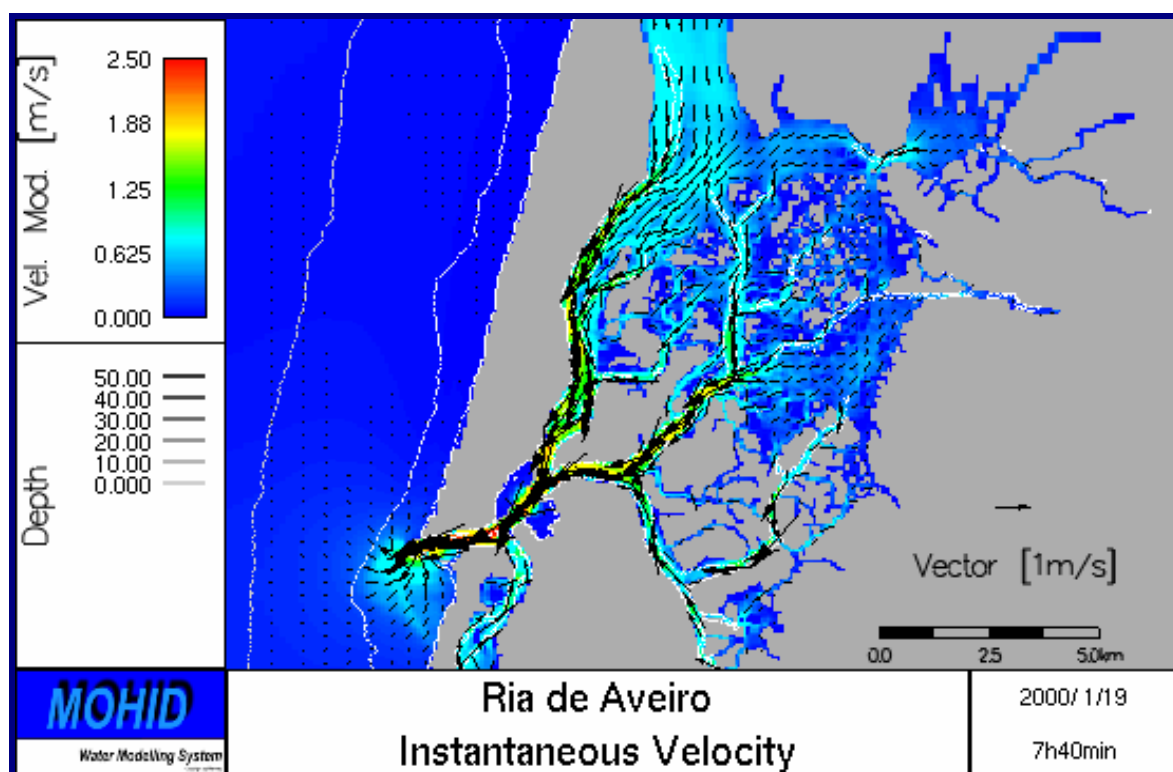 Vel. Mod. [m/s]
2.50
1.88
1.25
0.625
0.000
Depth
50.00
40.00
30.00
20.00
10.00
0.000
Vector [1m/s]
0.0 2.5 5.0km
MOHID
Water Modelling System
Ria de Aveiro
Instantaneous Velocity
2000/ 1/19
7h40min